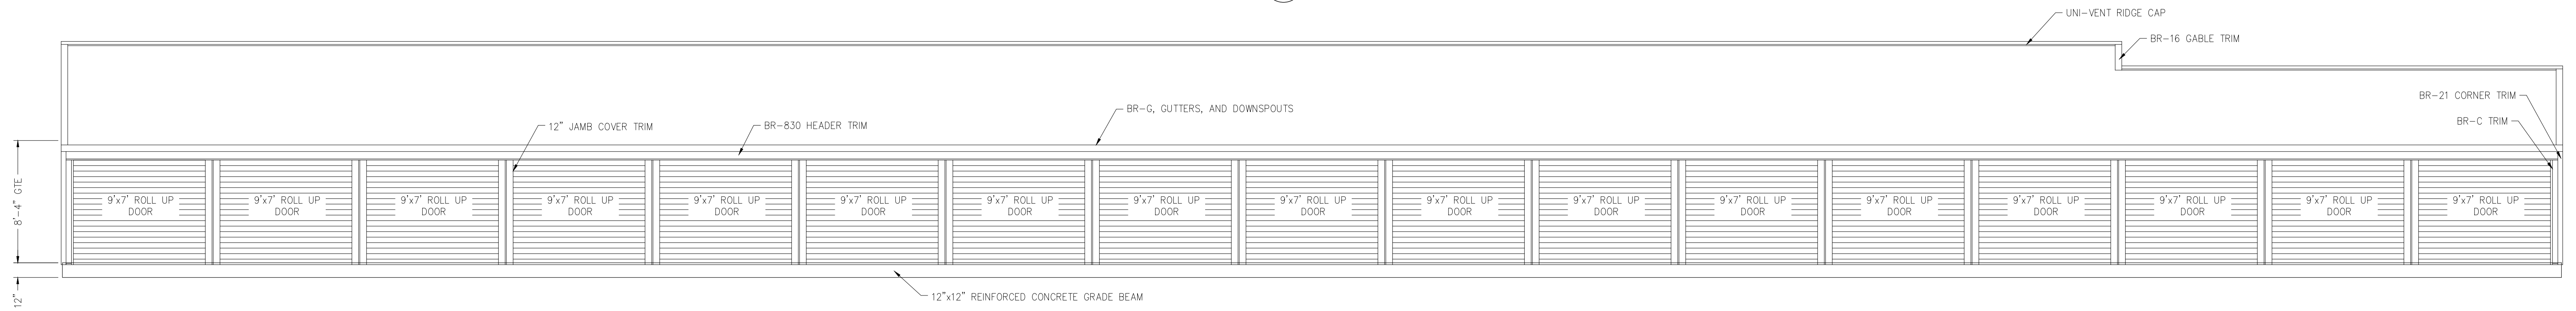 UNI-VENT RIDGE CAP
BR-16 GABLE TRIM
BR-21 CORNER TRIM
BR-G, GUTTERS, AND DOWNSPOUTS
BR-C TRIM
12" JAMB COVER TRIM
BR-830 HEADER TRIM
8'-4" GTE
9'x7' ROLL UP
DOOR
9'x7' ROLL UP
DOOR
9'x7' ROLL UP
DOOR
9'x7' ROLL UP
DOOR
9'x7' ROLL UP
DOOR
9'x7' ROLL UP
DOOR
9'x7' ROLL UP
DOOR
9'x7' ROLL UP
DOOR
9'x7' ROLL UP
DOOR
9'x7' ROLL UP
DOOR
9'x7' ROLL UP
DOOR
9'x7' ROLL UP
DOOR
9'x7' ROLL UP
DOOR
9'x7' ROLL UP
DOOR
9'x7' ROLL UP
DOOR
9'x7' ROLL UP
DOOR
9'x7' ROLL UP
DOOR
12"
12"x12" REINFORCED CONCRETE GRADE BEAM